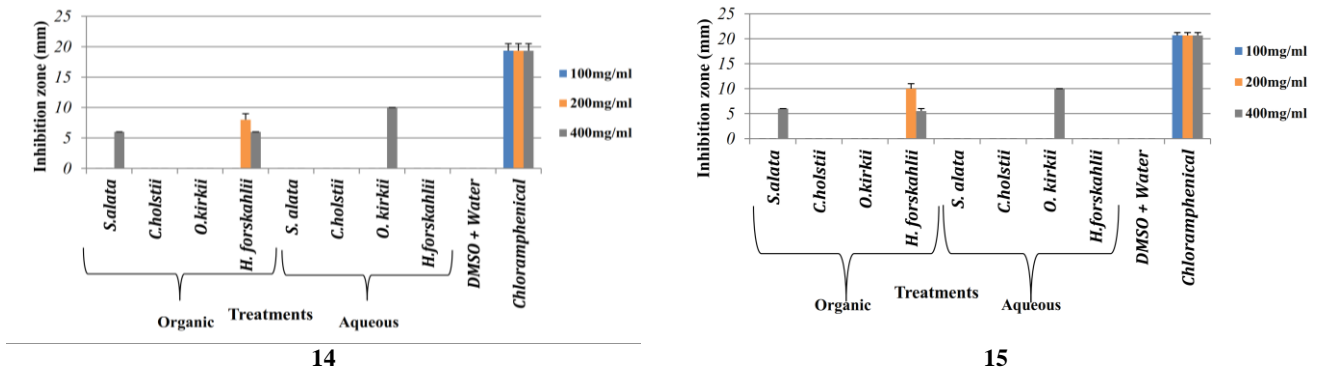 25
20
15
10
5
0
Inhibition zone (mm)
100mg/ml
200mg/ml
400mg/ml
S.alata
C.holstii
O.kirkii
H. forskahlii
S. alata
C.holstii
O. kirkii
H.forskahlii
DMSO + Water
Chloramphenical
Organic
Treatments
Aqueous
14
25
20
15
10
5
0
Inhibition zone (mm)
100mg/ml
200mg/ml
400mg/ml
S.alata
C.holstii
O.kirkii
H. forskahlii
S. alata
C.holstii
O. kirkii
H.forskahlii
DMSO + Water
Chloramphenical
Organic
Treatments
Aqueous
15